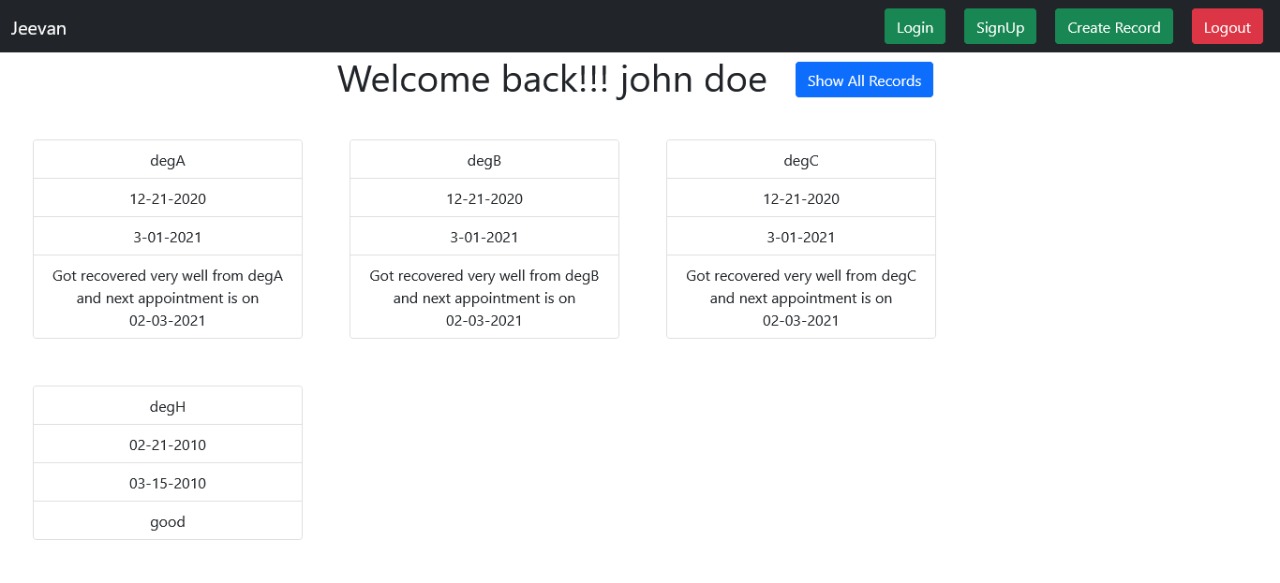 Jeevan
Login
SignUp
Create Record
Logout
Welcome back!!! john doe
Show All Records
degA
12-21-2020
3-01-2021
Got recovered very well from degA
and next appointment is on
02-03-2021
degB
12-21-2020
3-01-2021
Got recovered very well from degB
and next appointment is on
02-03-2021
degC
12-21-2020
3-01-2021
Got recovered very well from degC
and next appointment is on
02-03-2021
degH
02-21-2010
03-15-2010
good